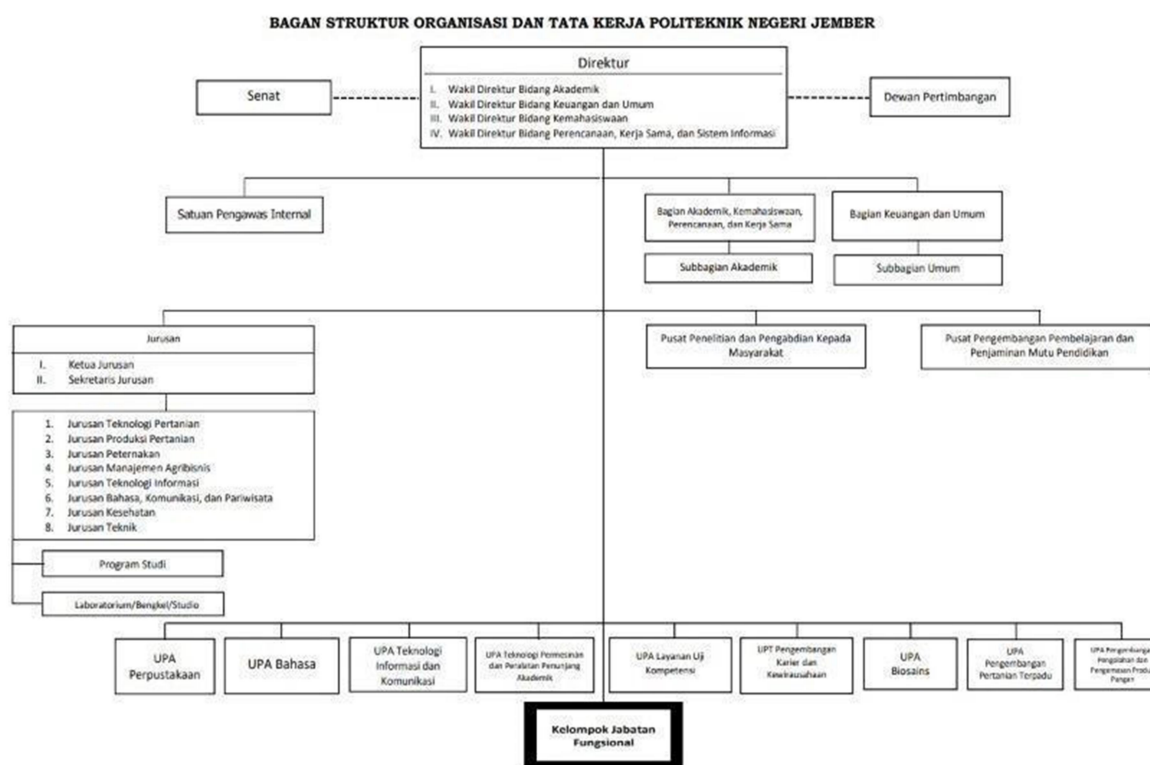 BAGAN STRUKTUR ORGANISASI DAN TATA KERJA POLITEKNIK NEGERI JEMBER
Direktur
I. Wakil Direktur Bidang Akademik
II. Wakil Direktur Bidang Keuangan dan Umum
III. Wakil Direktur Bidang Kemahasiswaan
IV. Wakil Direktur Bidang Perencanaan, Kerja Sama, dan Sistem Informasi
Senat
Dewan Pertimbangan
Satuan Pengawas Internal
Bagian Akademik, Kemahasiswaan,
Perencanaan, dan Kerja Sama
Bagian Keuangan dan Umum
Subbagian Akademik
Subbagian Umum
Jurusan
I. Ketua Jurusan
II. Sekretaris Jurusan
Pusat Penelitian dan Pengabdian Kepada
Masyarakat
Pusat Pengembangan Pembelajaran dan
Penjaminan Mutu Pendidikan
1. Jurusan Teknologi Pertanian
2. Jurusan Produksi Pertanian
3. Jurusan Peternakan
4. Jurusan Manajemen Agribisnis
5. Jurusan Teknologi Informasi
6. Jurusan Bahasa, Komunikasi, dan Pariwisata
7. Jurusan Kesehatan
8. Jurusan Teknik
Program Studi
Laboratorium/Bengkel/Studio
UPA
Perpustakaan
UPA Bahasa
UPA Teknologi
Informasi dan
Komunikasi
UPA Teknologi Permesinan
dan Peralatan Penunjang
Akademik
UPA Layanan Uji
Kompetensi
UPT Pengembangan
Karier dan
Kewirausahaan
UPA
Biosains
UPA
Pengembangan
Pertanian Terpadu
UPA Pengembangan
Pengolahan dan
Pengemasan Produk
Pangan
Kelompok Jabatan
Fungsional